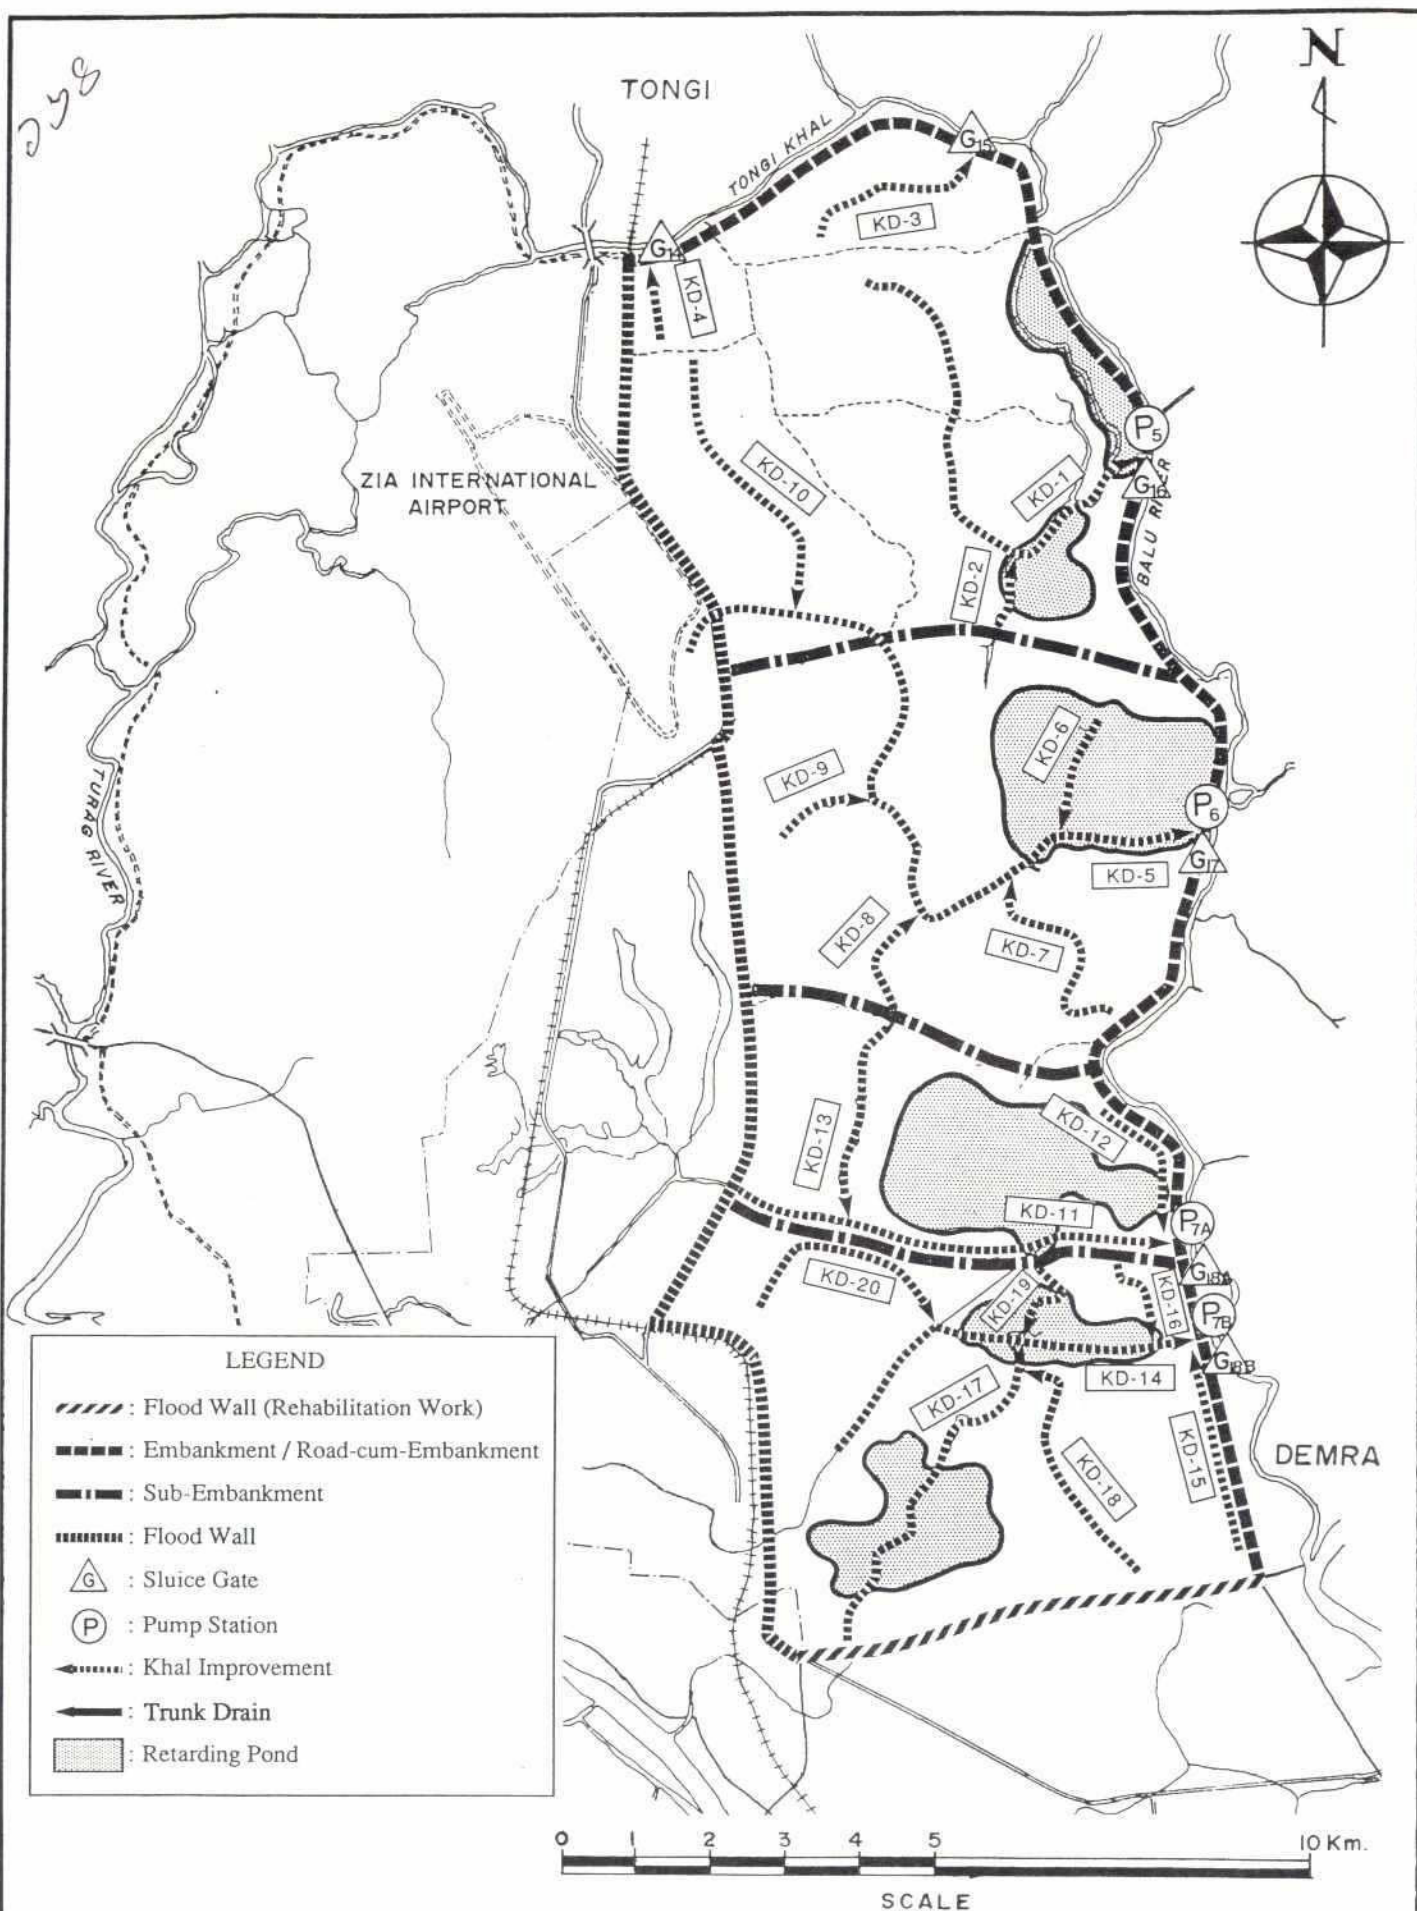 N
TONGI
TONGI KHAL
G15
KD-3
G14
KD-4
P5
G16
BALU RIVER
ZIA INTERNATIONAL
AIRPORT
KD-10
KD-1
KD-2
KD-6
KD-9
P6
G17
KD-5
TURAG RIVER
KD-8
KD-7
KD-12
KD-13
KD-11
P7A
G18A
KD-20
KD-19
KD-16
P7B
G18B
KD-14
KD-17
KD-15
KD-18
DEMRA
LEGEND
: Flood Wall (Rehabilitation Work)
: Embankment / Road-cum-Embankment
: Sub-Embankment
: Flood Wall
G : Sluice Gate
P : Pump Station
: Khal Improvement
: Trunk Drain
: Retarding Pond
0 1 2 3 4 5 10 Km.
SCALE